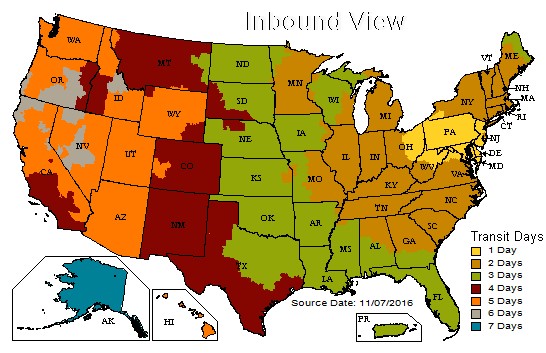 Inbound View
WA
MT
ND
MN
ME
VT
OR
ID
SD
WI
MI
NY
NH
MA
RI
CT
WY
NE
IA
PA
NJ
OH
DE
MD
NV
UT
CO
KS
MO
IL
IN
WV
VA
KY
CA
AZ
NM
OK
AR
TN
NC
SC
TX
LA
MS
AL
GA
FL
Transit Days
1 Day
2 Days
3 Days
4 Days
5 Days
6 Days
7 Days
Source Date: 11/07/2016
AK
HI
PR